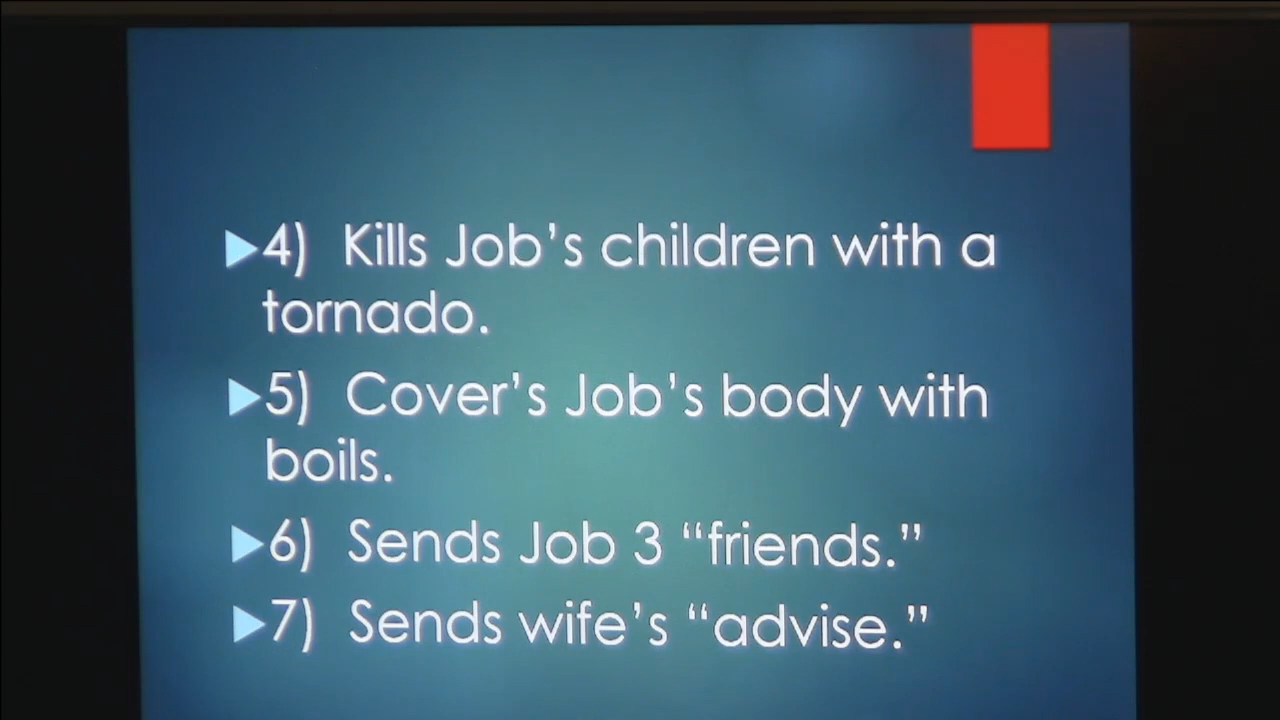 4) Kills Job’s children with a
tornado.
5) Cover’s Job’s body with
boils.
6) Sends Job 3 “friends.”
7) Sends wife’s “advise.”